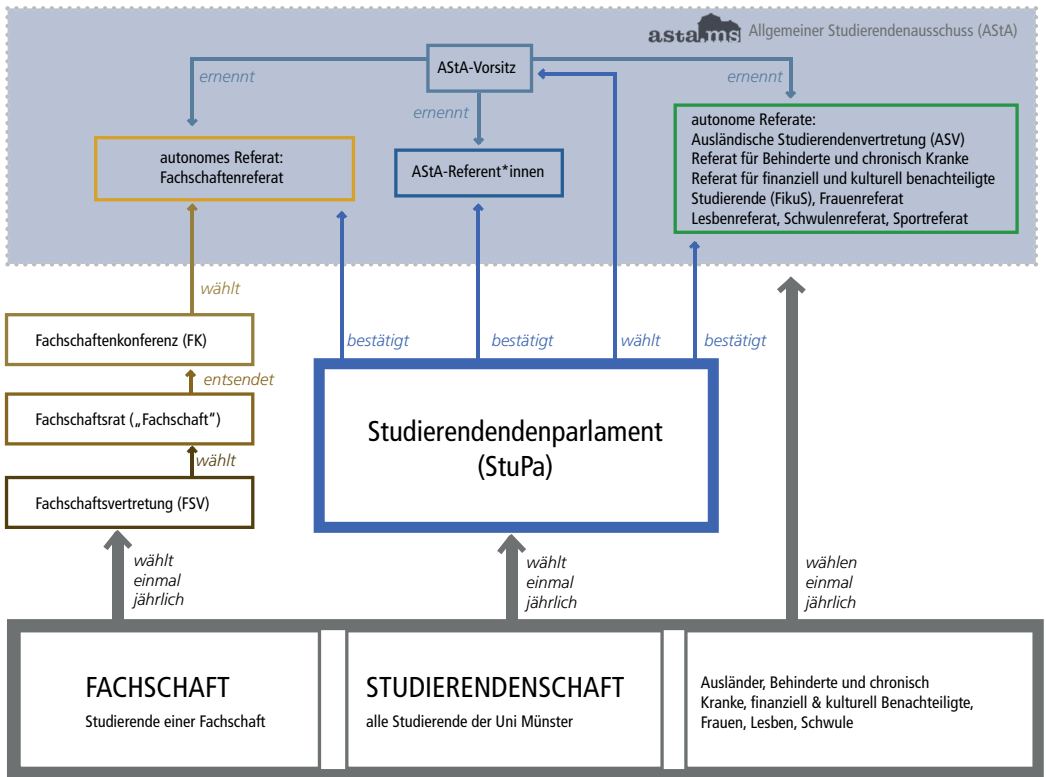 asta.ms Allgemeiner Studierendenausschuss (AStA)
AStA-Vorsitz
ernennt
ernennt
ernennt
autonomes Referat:
Fachschaftenreferat
AStA-Referent*innen
autonome Referate:
Ausländische Studierendenvertretung (ASV)
Referat für Behinderte und chronisch Kranke
Referat für finanziell und kulturell benachteiligte
Studierende (FikuS), Frauenreferat
Lesbenreferat, Schwulenreferat, Sportreferat
wählt
Fachschaftenkonferenz (FK)
bestätigt
bestätigt
wählt
bestätigt
entsendet
Fachschaftsrat („Fachschaft“)
wählt
Fachschaftsvertretung (FSV)
Studierendendenparlament
(StuPa)
wählt
einmal
jährlich
wählt
einmal
jährlich
wählen
einmal
jährlich
FACHSCHAFT
Studierende einer Fachschaft
STUDIERENDENSCHAFT
alle Studierende der Uni Münster
Ausländer, Behinderte und chronisch
Kranke, finanziell & kulturell Benachteiligte,
Frauen, Lesben, Schwule